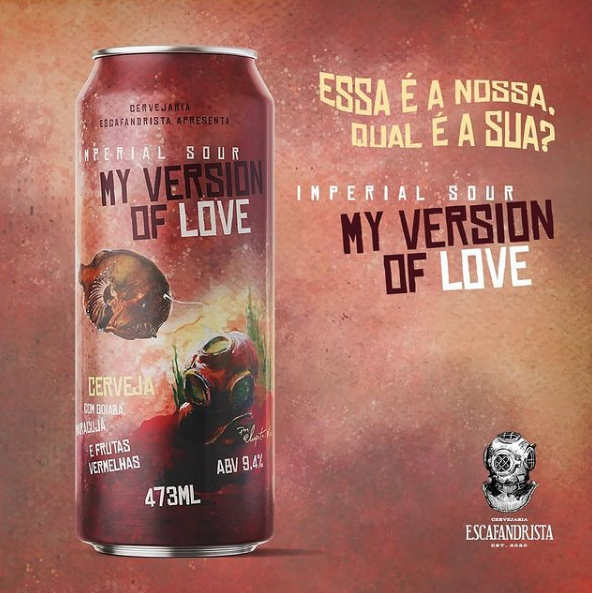 CERVEJARIA
ESCAFANDRISTA APRESENTA
IMPERIAL SOUR
MY VERSION
OF LOVE
CERVEJA
COM GOIABA,
MARACUJÁ
E FRUTAS
VERMELHAS
ABV 9.4%
473ML
ESSA É A NOSSA,
QUAL É A SUA?
IMPERIAL SOUR
MY VERSION
OF LOVE
CERVEJARIA
ESCAFANDRISTA
EST. 2020